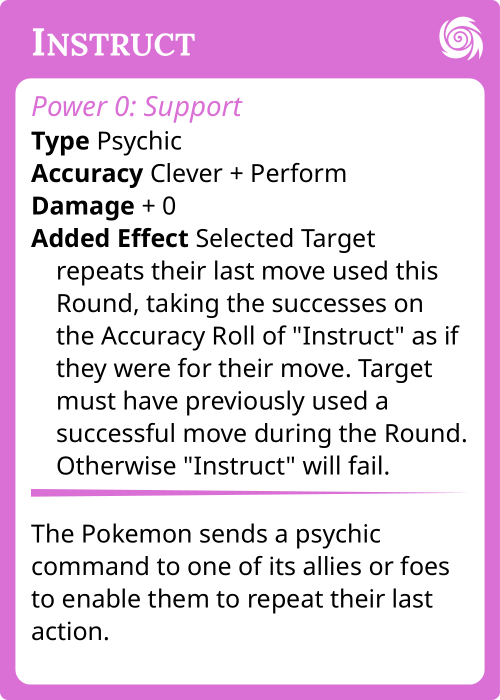 INSTRUCT
Power 0: Support
Type Psychic
Accuracy Clever + Perform
Damage + 0
Added Effect Selected Target
repeats their last move used this
Round, taking the successes on
the Accuracy Roll of "Instruct" as if
they were for their move. Target
must have previously used a
successful move during the Round.
Otherwise "Instruct" will fail.
The Pokemon sends a psychic
command to one of its allies or foes
to enable them to repeat their last
action.